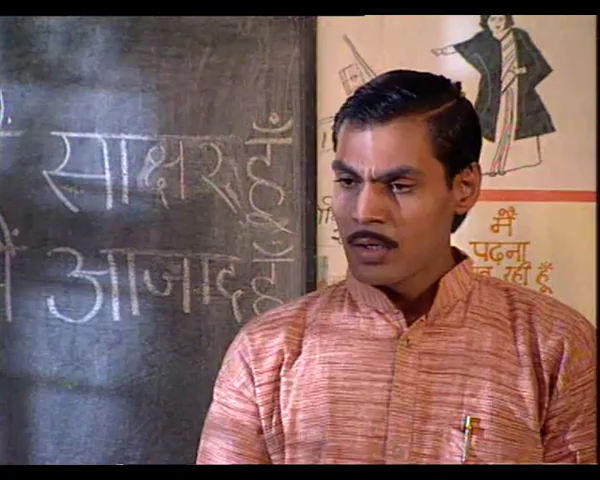 साक्षर हूँ
आजाद हूँ
मैं
पढ़ना
रही हूँ